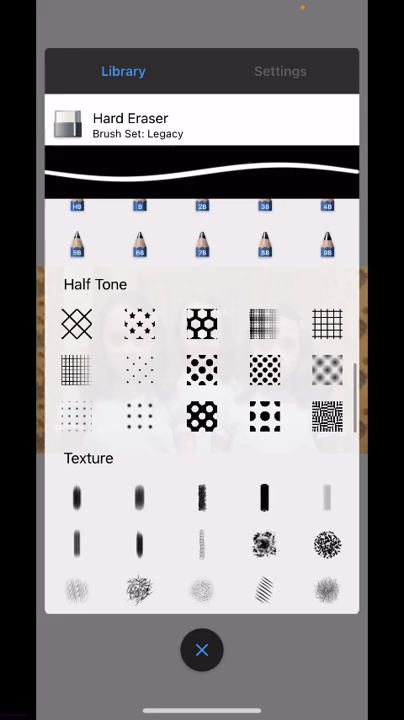 Library Settings
Hard Eraser
Brush Set: Legacy
HB B 2B 3B 4B
5B 6B 7B 8B 9B
Half Tone
Texture